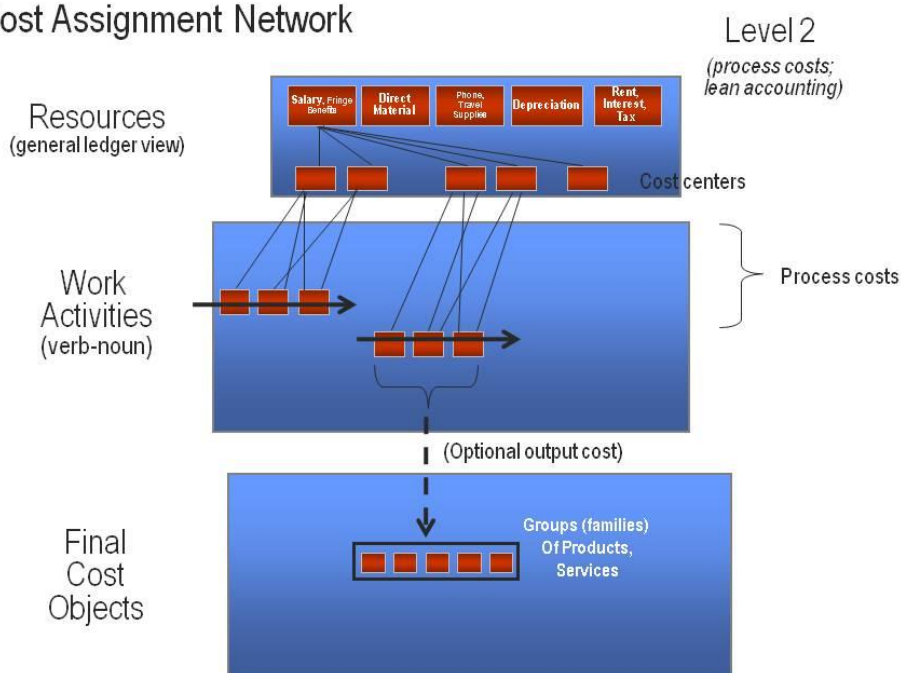 ost Assignment Network
Level 2
(process costs;
lean accounting)
Resources
(general ledger view)
Salary, Fringe
Benefits
Direct
Material
Phone,
Travel
Supplies
Depreciation
Rent,
Interest,
Tax
Cost centers
Work
Activities
(verb-noun)
Process costs
(Optional output cost)
Final
Cost
Objects
Groups (families)
Of Products,
Services